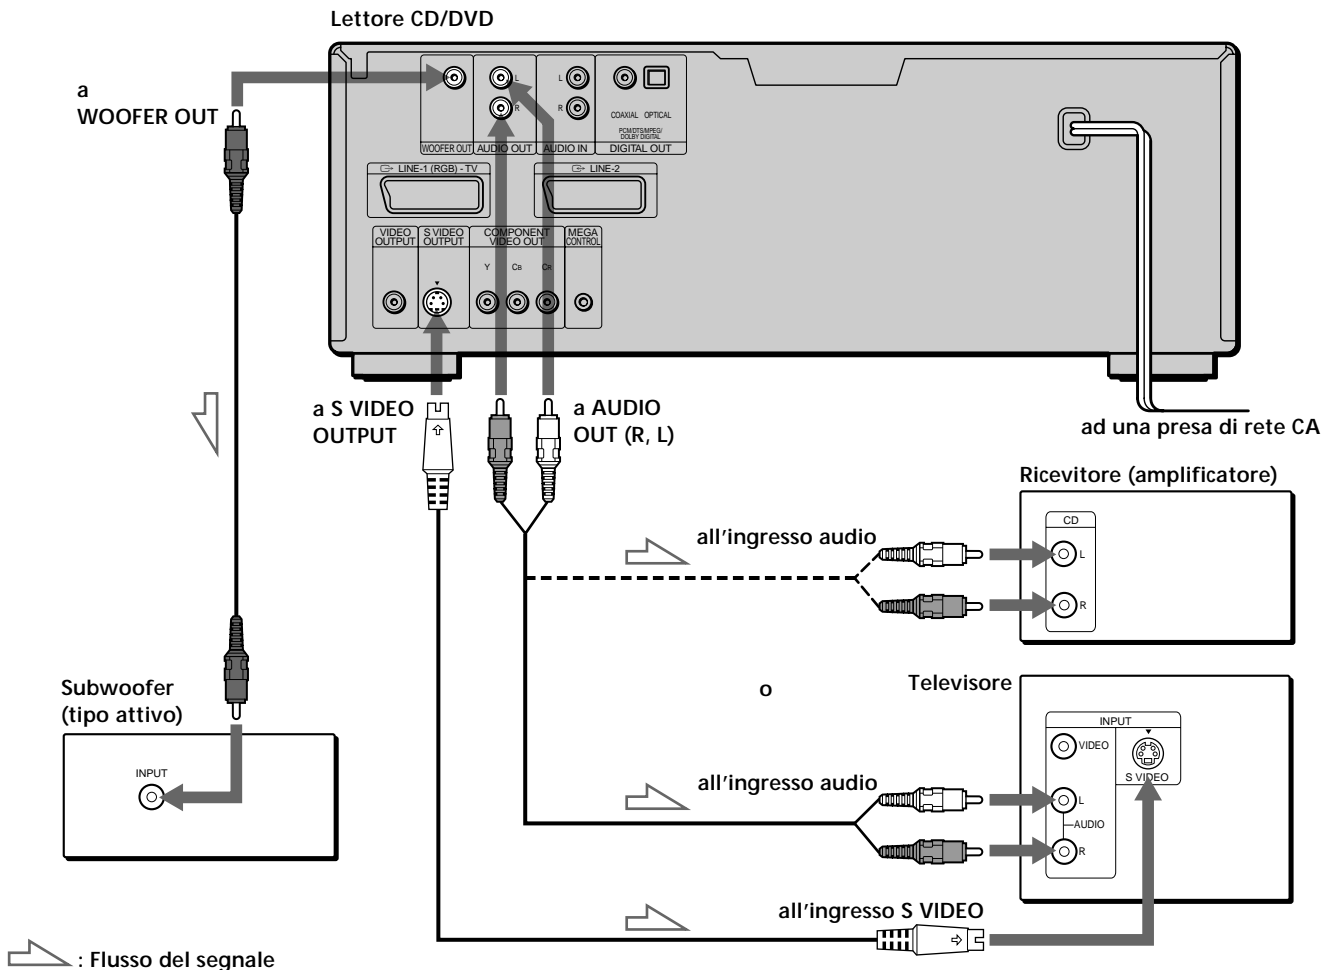 Lettore CD/DVD
a
WOOFER OUT
L
R
L
R
COAXIAL OPTICAL
PCM/DTS/MPEG/
DOLBY DIGITAL
WOOFER OUT AUDIO OUT AUDIO IN DIGITAL OUT
LINE-1 (RGB) - TV
LINE-2
VIDEO
OUTPUT
S VIDEO
OUTPUT
COMPONENT
VIDEO OUT
MEGA
CONTROL
Y CB CR
a S VIDEO
OUTPUT
a AUDIO
OUT (R, L)
ad una presa di rete CA
Ricevitore (amplificatore)
CD
L
R
all'ingresso audio
o
Subwoofer
(tipo attivo)
INPUT
Televisore
INPUT
VIDEO
S VIDEO
L
AUDIO
R
all'ingresso audio
all'ingresso S VIDEO
: Flusso del segnale